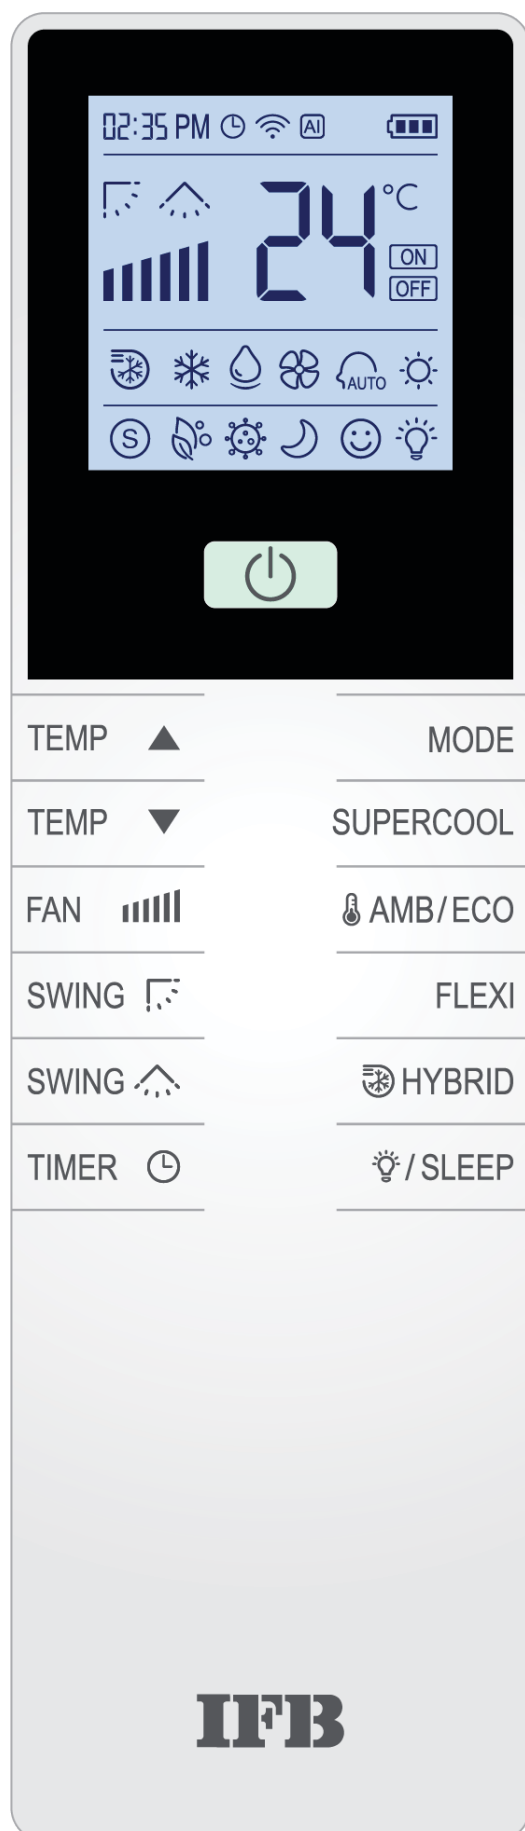 02:35 PM AI
24 °C
ON
OFF
AUTO
S
TEMP MODE
TEMP SUPERCOOL
FAN AMB/ECO
SWING FLEXI
SWING HYBRID
TIMER /SLEEP
IFB